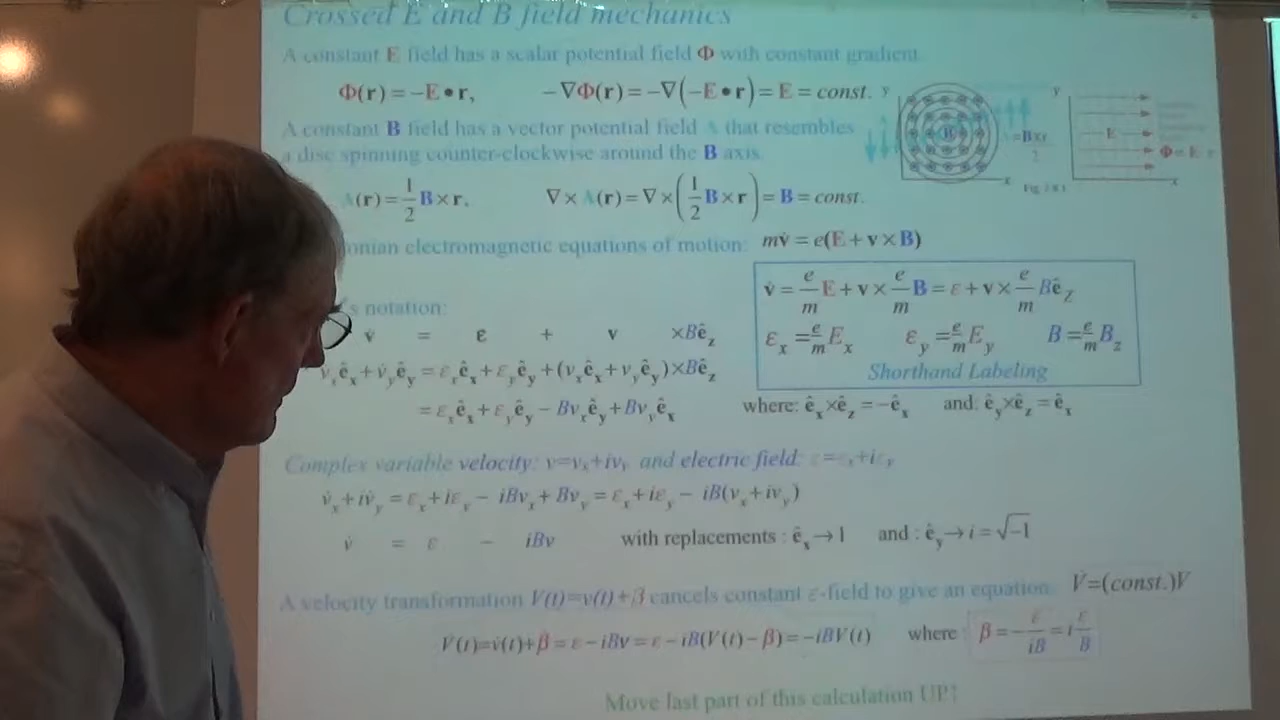 Crossed E and B field mechanics
A constant E field has a scalar potential field Φ with constant gradient.
Φ(r) = −E • r,    −∇Φ(r) = −∇(−E • r) = E = const.
A constant B field has a vector potential field A that resembles
a disc spinning counter-clockwise around the B axis.
A(r) = 1/2 B × r,    ∇ × A(r) = ∇ × (1/2 B × r) = B = const.
y
B
x
y
E
x
onian electromagnetic equations of motion: mv̇ = e(E + v × B)
v̇ = e/m E + v × e/m B = ε + v × e/m Bê_Z
ε_x = e/m E_x    ε_y = e/m E_y    B = e/m B_z
Shorthand Labeling
's notation:
v̇ = ε + v ×Bê_z
v̇_xê_x + v̇_yê_y = ε_xê_x + ε_yê_y + (v_xê_x + v_yê_y) × Bê_z
= ε_xê_x + ε_yê_y − Bv_xê_y + Bv_yê_x    where: ê_x×ê_z = −ê_x    and: ê_y×ê_z = ê_x
Complex variable velocity: v=v_x+iv_y and electric field: ε=ε_x+iε_y
v̇_x + iv̇_y = ε_x + iε_y − iBv_x + Bv_y = ε_x + iε_y − iB(v_x + iv_y)
v̇ = ε − iBv    with replacements : ê_x → 1    and : ê_y → i = √−1
A velocity transformation V(t)=v(t)+β cancels constant ε-field to give an equation: V̇=(const.)V
V̇(t)=v̇(t)+β̇ = ε − iBv = ε − iB(V(t) − β) = −iBV(t)    where : β = − ε/iB = i ε/B
Move last part of this calculation UP?